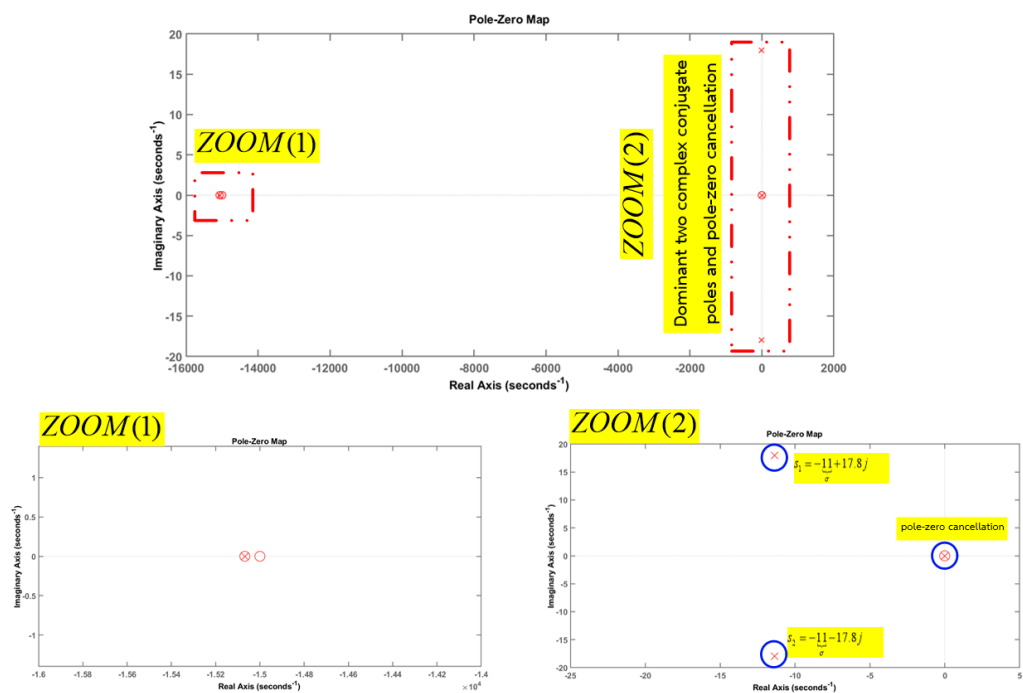 Pole-Zero Map
20
15
10
5
0
-5
-10
-15
-20
-16000 -14000 -12000 -10000 -8000 -6000 -4000 -2000 0 2000
Real Axis (seconds⁻¹)
Imaginary Axis (seconds⁻¹)
ZOOM(1)
ZOOM(2)
Dominant two complex conjugate
poles and pole-zero cancellation
ZOOM(1)
Pole-Zero Map
1
0.5
0
-0.5
-1
-1.6 -1.58 -1.56 -1.54 -1.52 -1.5 -1.48 -1.46 -1.44 -1.42 -1.4
×10⁴
Real Axis (seconds⁻¹)
Imaginary Axis (seconds⁻¹)
ZOOM(2)
Pole-Zero Map
20
15
10
5
0
-5
-10
-15
-20
-25 -20 -15 -10 -5 0 5
Real Axis (seconds⁻¹)
Imaginary Axis (seconds⁻¹)
s₁ = −11+17.8j
σ
pole-zero cancellation
s₂ = −11−17.8j
σ